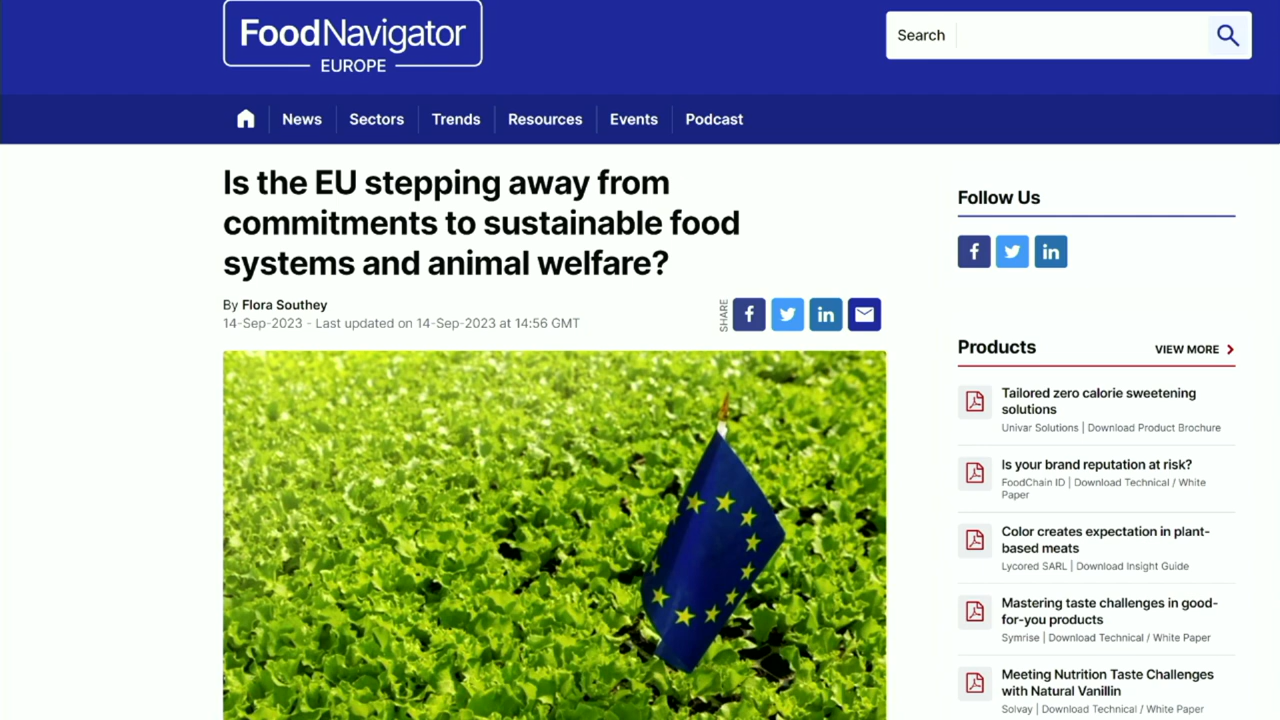 FoodNavigator
EUROPE
Search
News
Sectors
Trends
Resources
Events
Podcast
Is the EU stepping away from
commitments to sustainable food
systems and animal welfare?
By Flora Southey
14-Sep-2023 - Last updated on 14-Sep-2023 at 14:56 GMT
SHARE
f
in
Follow Us
f
in
Products
VIEW MORE
Tailored zero calorie sweetening
solutions
Univar Solutions | Download Product Brochure
Is your brand reputation at risk?
FoodChain ID | Download Technical / White
Paper
Color creates expectation in plant-
based meats
Lycored SARL | Download Insight Guide
Mastering taste challenges in good-
for-you products
Symrise | Download Technical / White Paper
Meeting Nutrition Taste Challenges
with Natural Vanillin
Solvay | Download Technical / White Paper